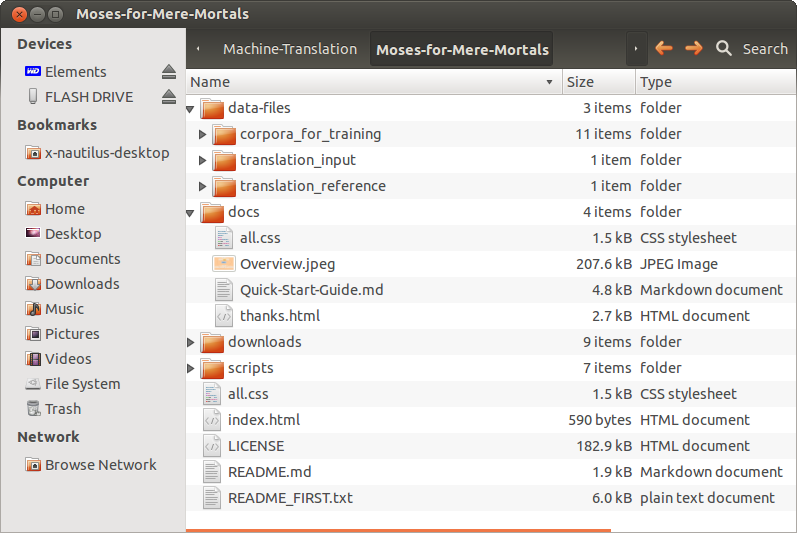 Moses-for-Mere-Mortals
Devices
Elements
FLASH DRIVE
Bookmarks
x-nautilus-desktop
Computer
Home
Desktop
Documents
Downloads
Music
Pictures
Videos
File System
Trash
Network
Browse Network
Machine-Translation Moses-for-Mere-Mortals Search
Name Size Type
data-files 3 items folder
corpora_for_training 11 items folder
translation_input 1 item folder
translation_reference 1 item folder
docs 4 items folder
all.css 1.5 kB CSS stylesheet
Overview.jpeg 207.6 kB JPEG Image
Quick-Start-Guide.md 4.8 kB Markdown document
thanks.html 2.7 kB HTML document
downloads 9 items folder
scripts 7 items folder
all.css 1.5 kB CSS stylesheet
index.html 590 bytes HTML document
LICENSE 182.9 kB HTML document
README.md 1.9 kB Markdown document
README_FIRST.txt 6.0 kB plain text document